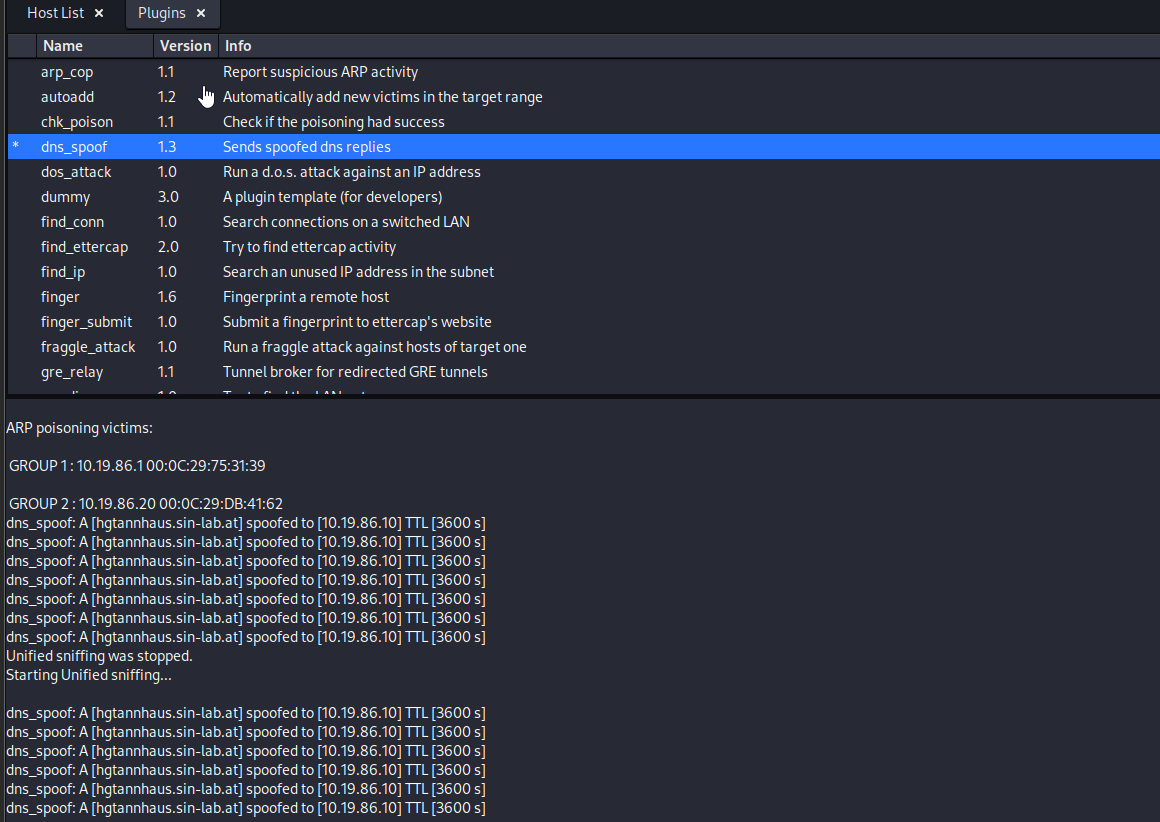 Host List × Plugins ×
Name Version Info
arp_cop 1.1 Report suspicious ARP activity
autoadd 1.2 Automatically add new victims in the target range
chk_poison 1.1 Check if the poisoning had success
* dns_spoof 1.3 Sends spoofed dns replies
dos_attack 1.0 Run a d.o.s. attack against an IP address
dummy 3.0 A plugin template (for developers)
find_conn 1.0 Search connections on a switched LAN
find_ettercap 2.0 Try to find ettercap activity
find_ip 1.0 Search an unused IP address in the subnet
finger 1.6 Fingerprint a remote host
finger_submit 1.0 Submit a fingerprint to ettercap's website
fraggle_attack 1.0 Run a fraggle attack against hosts of target one
gre_relay 1.1 Tunnel broker for redirected GRE tunnels
ARP poisoning victims:
GROUP 1 : 10.19.86.1 00:0C:29:75:31:39
GROUP 2 : 10.19.86.20 00:0C:29:DB:41:62
dns_spoof: A [hgtannhaus.sin-lab.at] spoofed to [10.19.86.10] TTL [3600 s]
dns_spoof: A [hgtannhaus.sin-lab.at] spoofed to [10.19.86.10] TTL [3600 s]
dns_spoof: A [hgtannhaus.sin-lab.at] spoofed to [10.19.86.10] TTL [3600 s]
dns_spoof: A [hgtannhaus.sin-lab.at] spoofed to [10.19.86.10] TTL [3600 s]
dns_spoof: A [hgtannhaus.sin-lab.at] spoofed to [10.19.86.10] TTL [3600 s]
dns_spoof: A [hgtannhaus.sin-lab.at] spoofed to [10.19.86.10] TTL [3600 s]
dns_spoof: A [hgtannhaus.sin-lab.at] spoofed to [10.19.86.10] TTL [3600 s]
Unified sniffing was stopped.
Starting Unified sniffing...
dns_spoof: A [hgtannhaus.sin-lab.at] spoofed to [10.19.86.10] TTL [3600 s]
dns_spoof: A [hgtannhaus.sin-lab.at] spoofed to [10.19.86.10] TTL [3600 s]
dns_spoof: A [hgtannhaus.sin-lab.at] spoofed to [10.19.86.10] TTL [3600 s]
dns_spoof: A [hgtannhaus.sin-lab.at] spoofed to [10.19.86.10] TTL [3600 s]
dns_spoof: A [hgtannhaus.sin-lab.at] spoofed to [10.19.86.10] TTL [3600 s]
dns_spoof: A [hgtannhaus.sin-lab.at] spoofed to [10.19.86.10] TTL [3600 s]